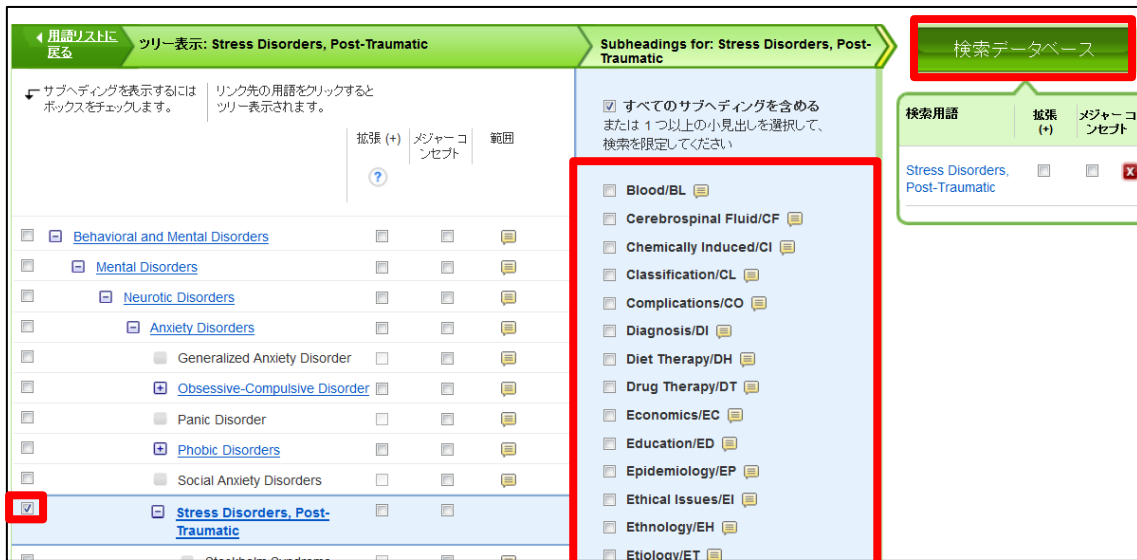 用語リストに
戻る
ツリー表示: Stress Disorders, Post-Traumatic
Subheadings for: Stress Disorders, Post-
Traumatic
検索データベース
サブヘディングを表示するには
ボックスをチェックします。
リンク先の用語をクリックすると
ツリー表示されます。
拡張 (+)
メジャー コ
ンセプト
範囲
?
すべてのサブヘディングを含める
または 1 つ以上の小見出しを選択して、
検索を限定してください
検索用語
拡張
(+)
メジャー コ
ンセプト
Stress Disorders,
Post-Traumatic
x
Behavioral and Mental Disorders
Mental Disorders
Neurotic Disorders
Anxiety Disorders
Generalized Anxiety Disorder
Obsessive-Compulsive Disorder
Panic Disorder
Phobic Disorders
Social Anxiety Disorders
Stress Disorders, Post-
Traumatic
Stockholm Syndrome
Blood/BL
Cerebrospinal Fluid/CF
Chemically Induced/CI
Classification/CL
Complications/CO
Diagnosis/DI
Diet Therapy/DH
Drug Therapy/DT
Economics/EC
Education/ED
Epidemiology/EP
Ethical Issues/EI
Ethnology/EH
Etiology/ET